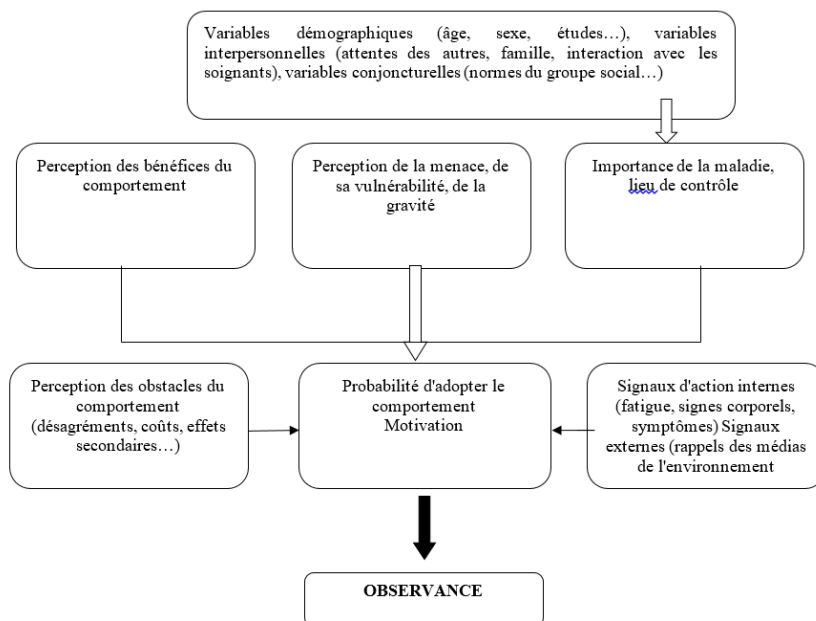 Variables démographiques (âge, sexe, études…), variables
interpersonnelles (attentes des autres, famille, interaction avec les
soignants), variables conjoncturelles (normes du groupe social…)
Perception des bénéfices du
comportement
Perception de la menace, de
sa vulnérabilité, de la
gravité
Importance de la maladie,
lieu de contrôle
Perception des obstacles du
comportement
(désagréments, coûts, effets
secondaires…)
Probabilité d'adopter le
comportement
Motivation
Signaux d'action internes
(fatigue, signes corporels,
symptômes) Signaux
externes (rappels des médias
de l'environnement
OBSERVANCE